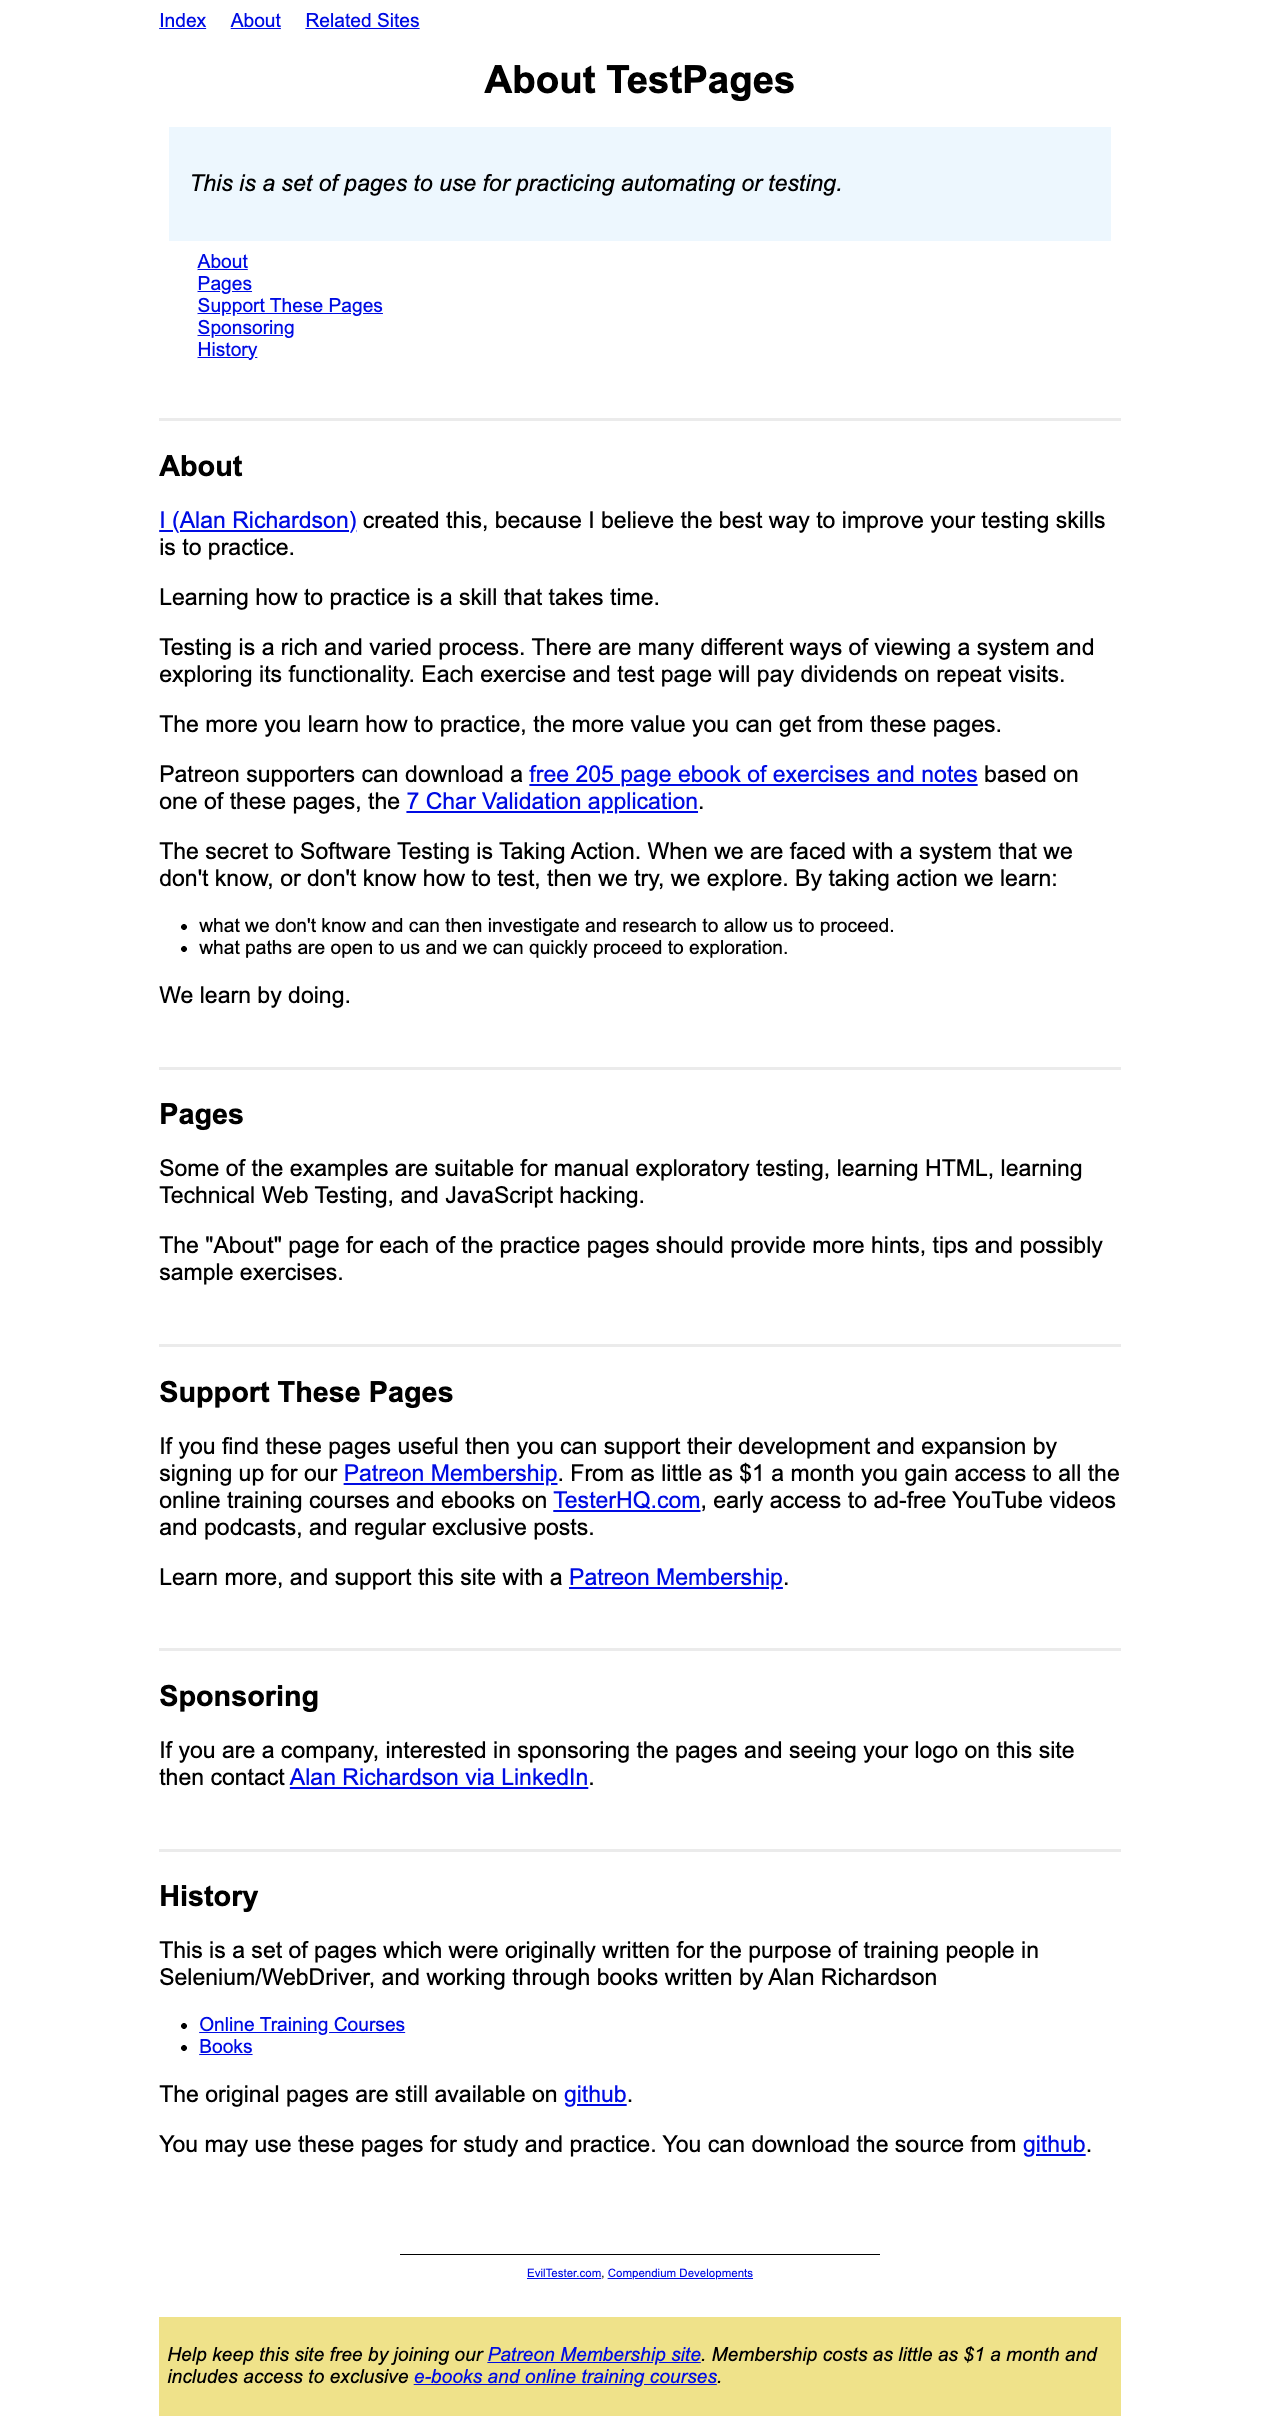 Index About Related Sites
About TestPages
This is a set of pages to use for practicing automating or testing.
About
Pages
Support These Pages
Sponsoring
History
About
I (Alan Richardson) created this, because I believe the best way to improve your testing skills
is to practice.
Learning how to practice is a skill that takes time.
Testing is a rich and varied process. There are many different ways of viewing a system and
exploring its functionality. Each exercise and test page will pay dividends on repeat visits.
The more you learn how to practice, the more value you can get from these pages.
Patreon supporters can download a free 205 page ebook of exercises and notes based on
one of these pages, the 7 Char Validation application.
The secret to Software Testing is Taking Action. When we are faced with a system that we
don't know, or don't know how to test, then we try, we explore. By taking action we learn:
• what we don't know and can then investigate and research to allow us to proceed.
• what paths are open to us and we can quickly proceed to exploration.
We learn by doing.
Pages
Some of the examples are suitable for manual exploratory testing, learning HTML, learning
Technical Web Testing, and JavaScript hacking.
The "About" page for each of the practice pages should provide more hints, tips and possibly
sample exercises.
Support These Pages
If you find these pages useful then you can support their development and expansion by
signing up for our Patreon Membership. From as little as $1 a month you gain access to all the
online training courses and ebooks on TesterHQ.com, early access to ad-free YouTube videos
and podcasts, and regular exclusive posts.
Learn more, and support this site with a Patreon Membership.
Sponsoring
If you are a company, interested in sponsoring the pages and seeing your logo on this site
then contact Alan Richardson via LinkedIn.
History
This is a set of pages which were originally written for the purpose of training people in
Selenium/WebDriver, and working through books written by Alan Richardson
• Online Training Courses
• Books
The original pages are still available on github.
You may use these pages for study and practice. You can download the source from github.
EvilTester.com, Compendium Developments
Help keep this site free by joining our Patreon Membership site. Membership costs as little as $1 a month and
includes access to exclusive e-books and online training courses.